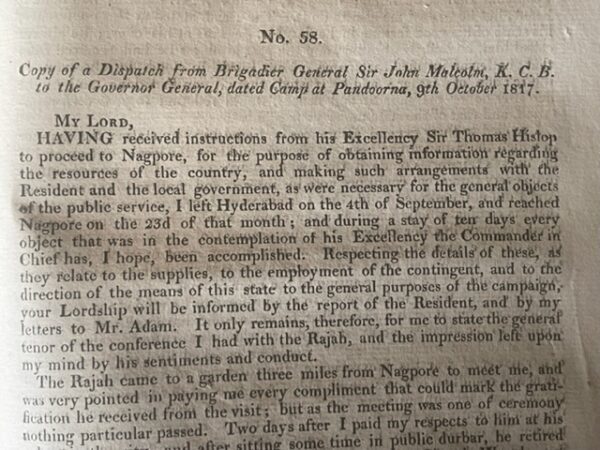 No. 58.
Copy of a Dispatch from Brigadier General Sir John Malcolm, K. C. B.
to the Governor General, dated Camp at Pandoorna, 9th October 1817.
MY LORD,
HAVING received instructions from his Excellency Sir Thomas Hislop
to proceed to Nagpore, for the purpose of obtaining information regarding
the resources of the country, and making such arrangements with the
Resident and the local government, as were necessary for the general objects
of the public service, I left Hyderabad on the 4th of September, and reached
Nagpore on the 23d of that month; and during a stay of ten days every
object that was in the contemplation of his Excellency the Commander in
Chief has, I hope, been accomplished. Respecting the details of these, as
they relate to the supplies, to the employment of the contingent, and to the
direction of the means of this state to the general purposes of the campaign,
your Lordship will be informed by the report of the Resident, and by my
letters to Mr. Adam. It only remains, therefore, for me to state the general
tenor of the conference I had with the Rajah, and the impression left upon
my mind by his sentiments and conduct.
The Rajah came to a garden three miles from Nagpore to meet me, and
was very pointed in paying me every compliment that could mark the grati-
fication he received from the visit; but as the meeting was one of ceremony
nothing particular passed. Two days after I paid my respects to him at his
and after sitting some time in public durbar, he retired